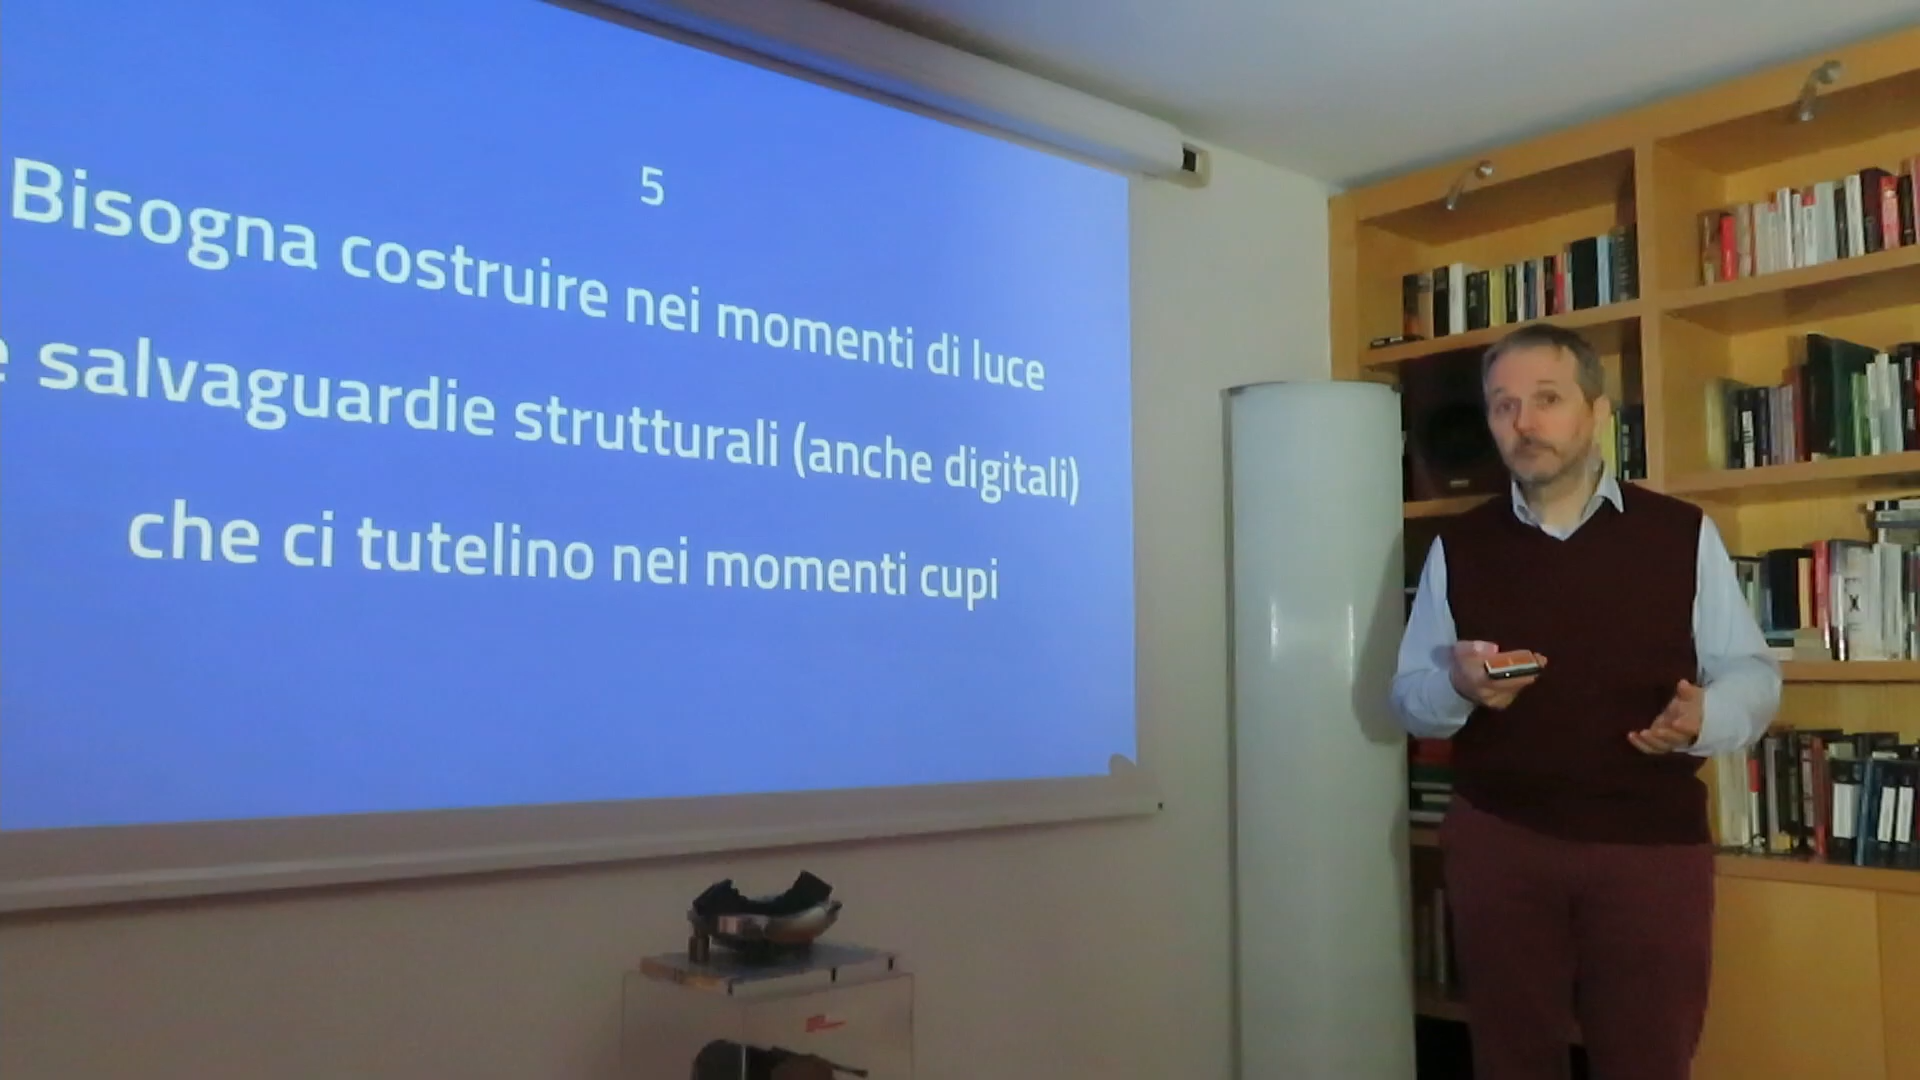 5
Bisogna costruire nei momenti di luce
salvaguardie strutturali (anche digitali)
che ci tutelino nei momenti cupi